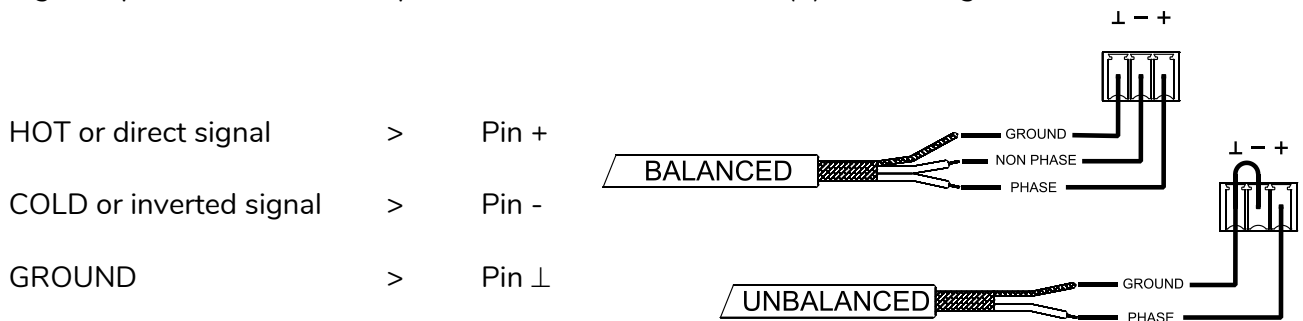 ⊥ − +
HOT or direct signal > Pin +
COLD or inverted signal > Pin -
GROUND > Pin ⊥
BALANCED
GROUND
NON PHASE
PHASE
⊥ − +
UNBALANCED
GROUND
PHASE